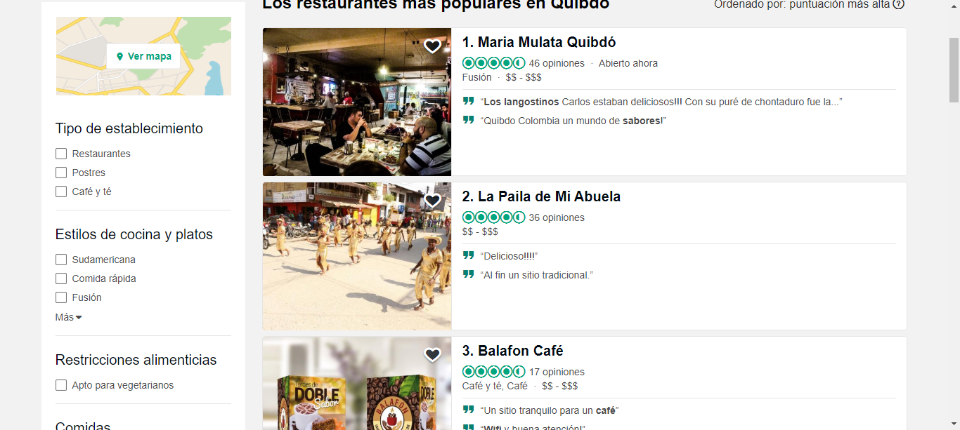 Los restaurantes más populares en Quibdó
Ordenado por: puntuación más alta
Ver mapa
Tipo de establecimiento
Restaurantes
Postres
Café y té
Estilos de cocina y platos
Sudamericana
Comida rápida
Fusión
Más
Restricciones alimenticias
Apto para vegetarianos
Comidas
1. Maria Mulata Quibdó
46 opiniones · Abierto ahora
Fusión · $$ - $$$
“Los langostinos Carlos estaban deliciosos!!! Con su puré de chontaduro fue la...”
“Quibdo Colombia un mundo de sabores!”
2. La Paila de Mi Abuela
36 opiniones
$$ - $$$
“Delicioso!!!!”
“Al fin un sitio tradicional.”
DOBLE
BALAFON
3. Balafon Café
17 opiniones
Café y té, Café · $$ - $$$
“Un sitio tranquilo para un café”
“Wifi y buena atención!”